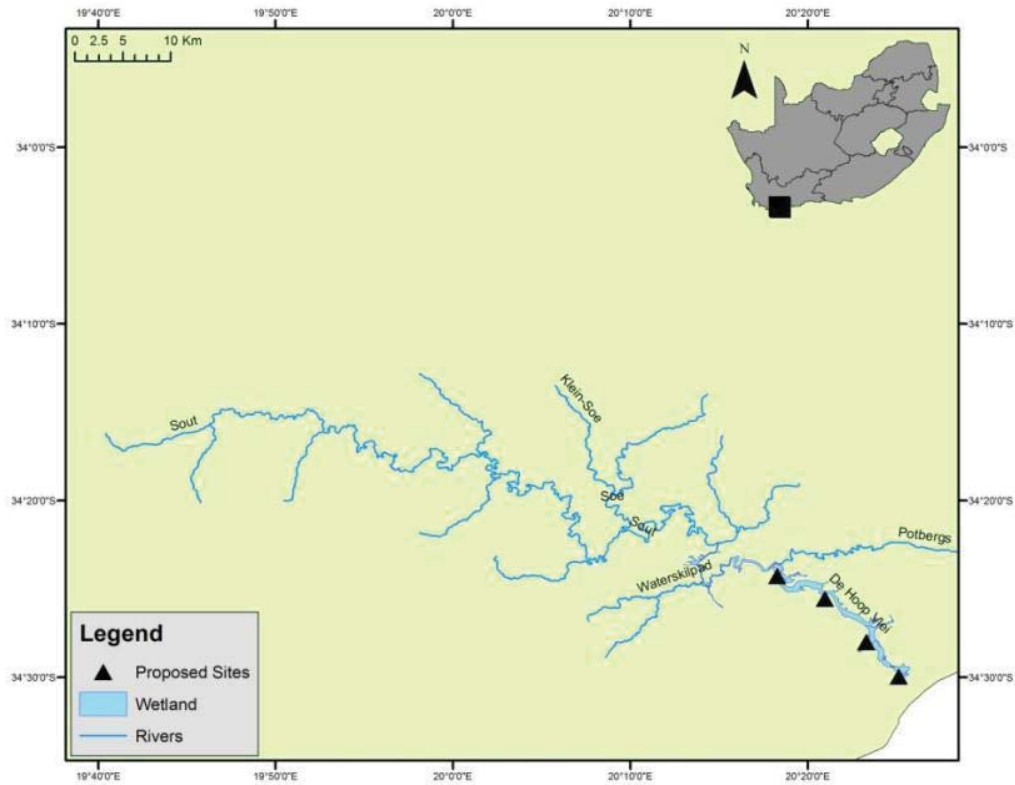 19°40'0"E
19°50'0"E
20°0'0"E
20°10'0"E
20°20'0"E
0 2.5 5 10 Km
N
34°0'0"S
34°0'0"S
34°10'0"S
34°10'0"S
Klein-Soe
Sout
34°20'0"S
Soe
34°20'0"S
Sout
Potbergs
Waterskilpad
De Hoop Vlei
Legend
Proposed Sites
Wetland
Rivers
34°30'0"S
34°30'0"S
19°40'0"E
19°50'0"E
20°0'0"E
20°10'0"E
20°20'0"E